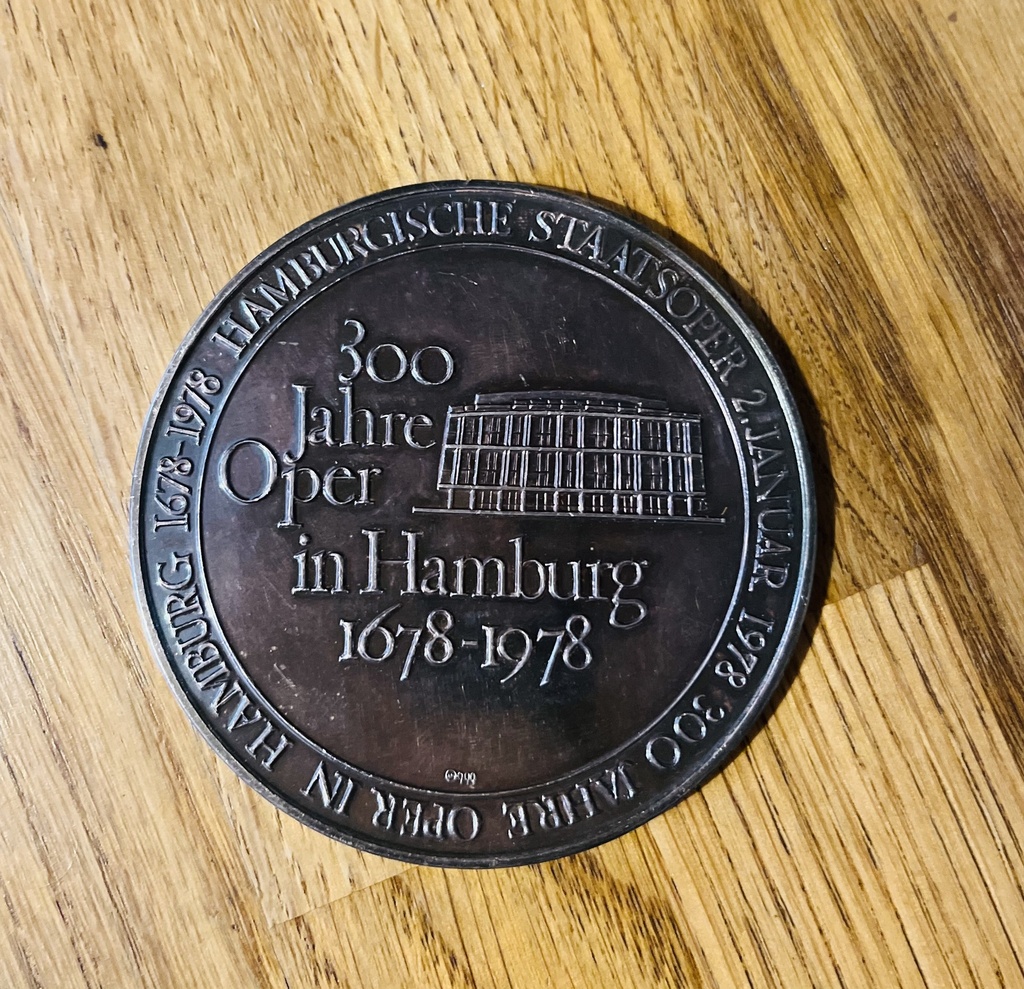 HAMBURGISCHE STAATSOPER 2. JANUAR 1978 300 JAHRE OPER IN HAMBURG 1678-1978
300
Jahre
Oper
in Hamburg
1678-1978